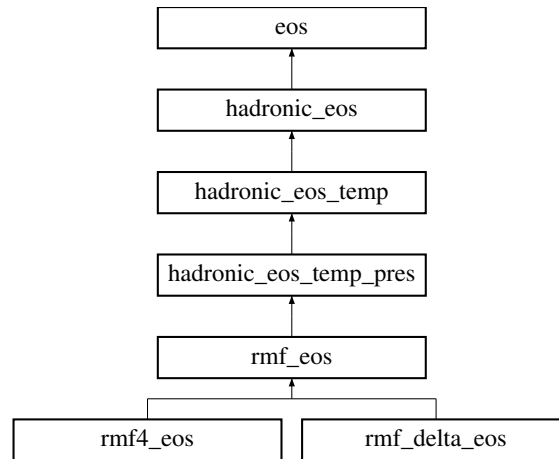 eos
hadronic_eos
hadronic_eos_temp
hadronic_eos_temp_pres
rmf_eos
rmf4_eos
rmf_delta_eos